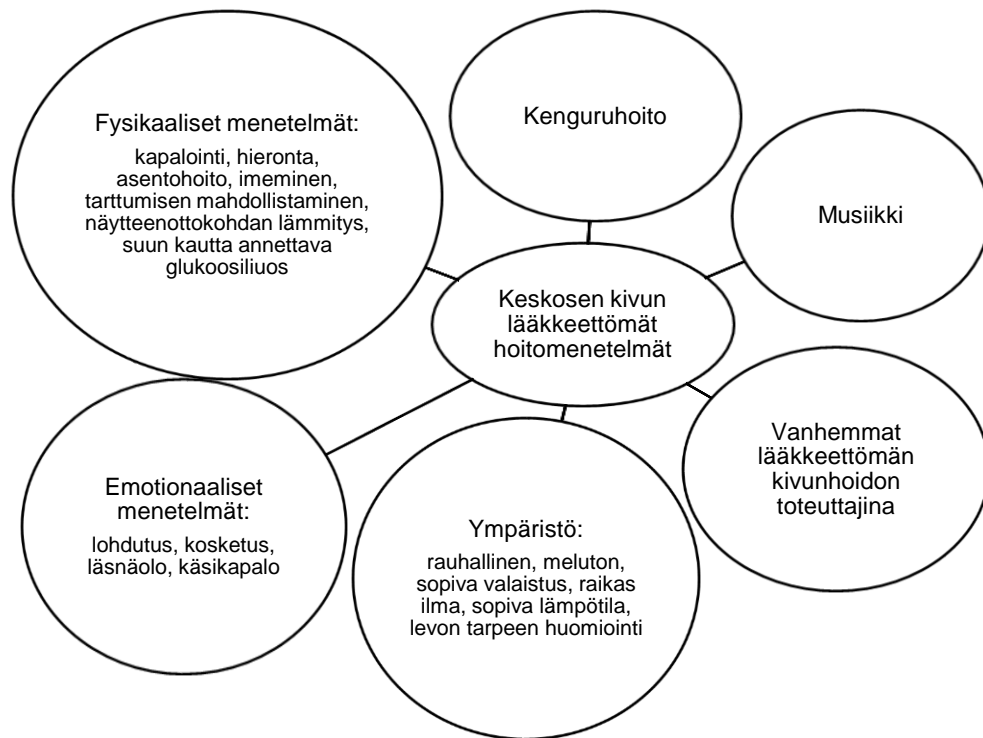 Fysikaaliset menetelmät:
kapalointi, hieronta,
asentohoito, imeminen,
tarttumisen mahdollistaminen,
näytteenottokohdan lämmitys,
suun kautta annettava
glukoosiliuos
Kenguruhoito
Musiikki
Keskosen kivun
lääkkeettömät
hoitomenetelmät
Vanhemmat
lääkkeettömän
kivunhoidon
toteuttajina
Emotionaaliset
menetelmät:
lohdutus, kosketus,
läsnäolo, käsikapalo
Ympäristö:
rauhallinen, meluton,
sopiva valaistus, raikas
ilma, sopiva lämpötila,
levon tarpeen huomiointi